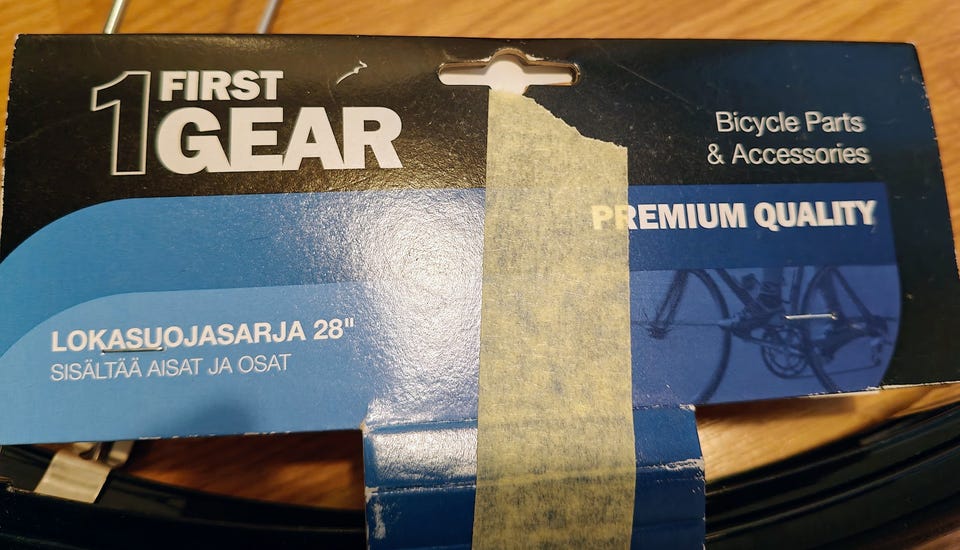 1 FIRST
GEAR
Bicycle Parts
& Accessories
PREMIUM QUALITY
LOKASUOJASARJA 28"
SISÄLTÄÄ AISAT JA OSAT